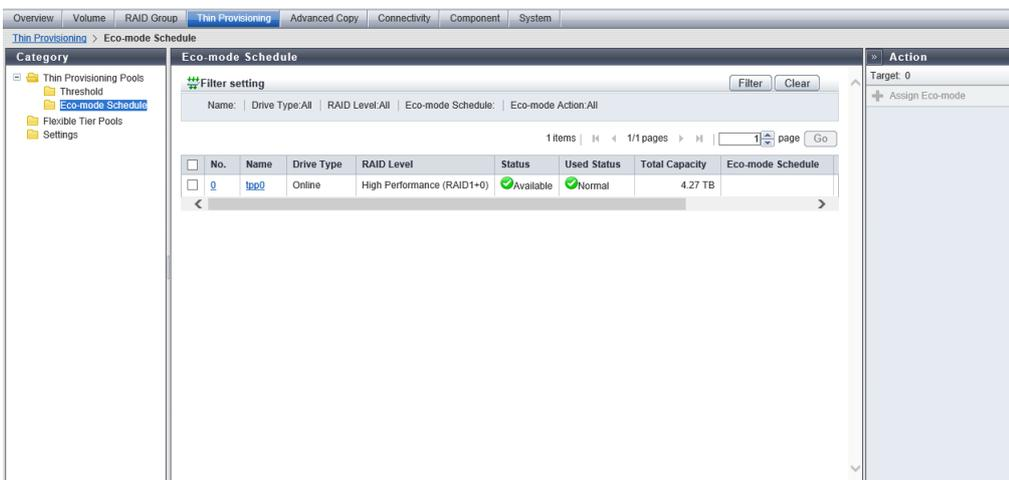 Overview Volume RAID Group Thin Provisioning Advanced Copy Connectivity Component System
Thin Provisioning > Eco-mode Schedule
Category
Thin Provisioning Pools
Threshold
Eco-mode Schedule
Flexible Tier Pools
Settings
Eco-mode Schedule
Filter setting Filter Clear
Name: | Drive Type:All | RAID Level:All | Eco-mode Schedule: | Eco-mode Action:All
1 items | 1/1 pages | 1 page Go
No. Name Drive Type RAID Level Status Used Status Total Capacity Eco-mode Schedule
0 tpp0 Online High Performance (RAID1+0) Available Normal 4.27 TB
» Action
Target: 0
Assign Eco-mode